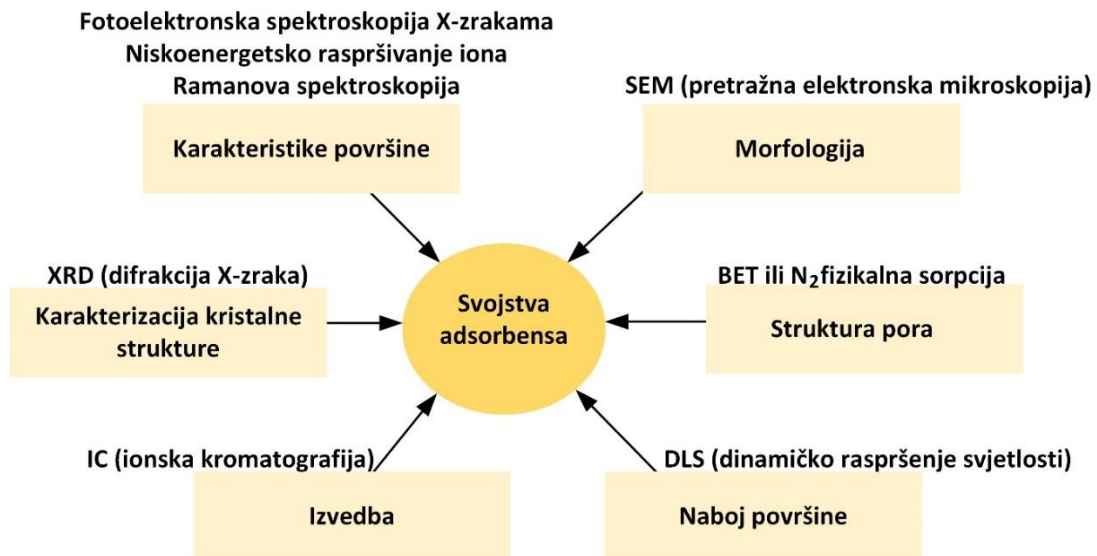 Fotoelektronska spektroskopija X-zrakama
Niskoenergetsko raspršivanje iona
Ramanova spektroskopija
Karakteristike površine
SEM (pretražna elektronska mikroskopija)
Morfologija
XRD (difrakcija X-zraka)
Karakterizacija kristalne
strukture
Svojstva
adsorbensa
BET ili N₂fizikalna sorpcija
Struktura pora
IC (ionska kromatografija)
Izvedba
DLS (dinamičko raspršenje svjetlosti)
Naboj površine